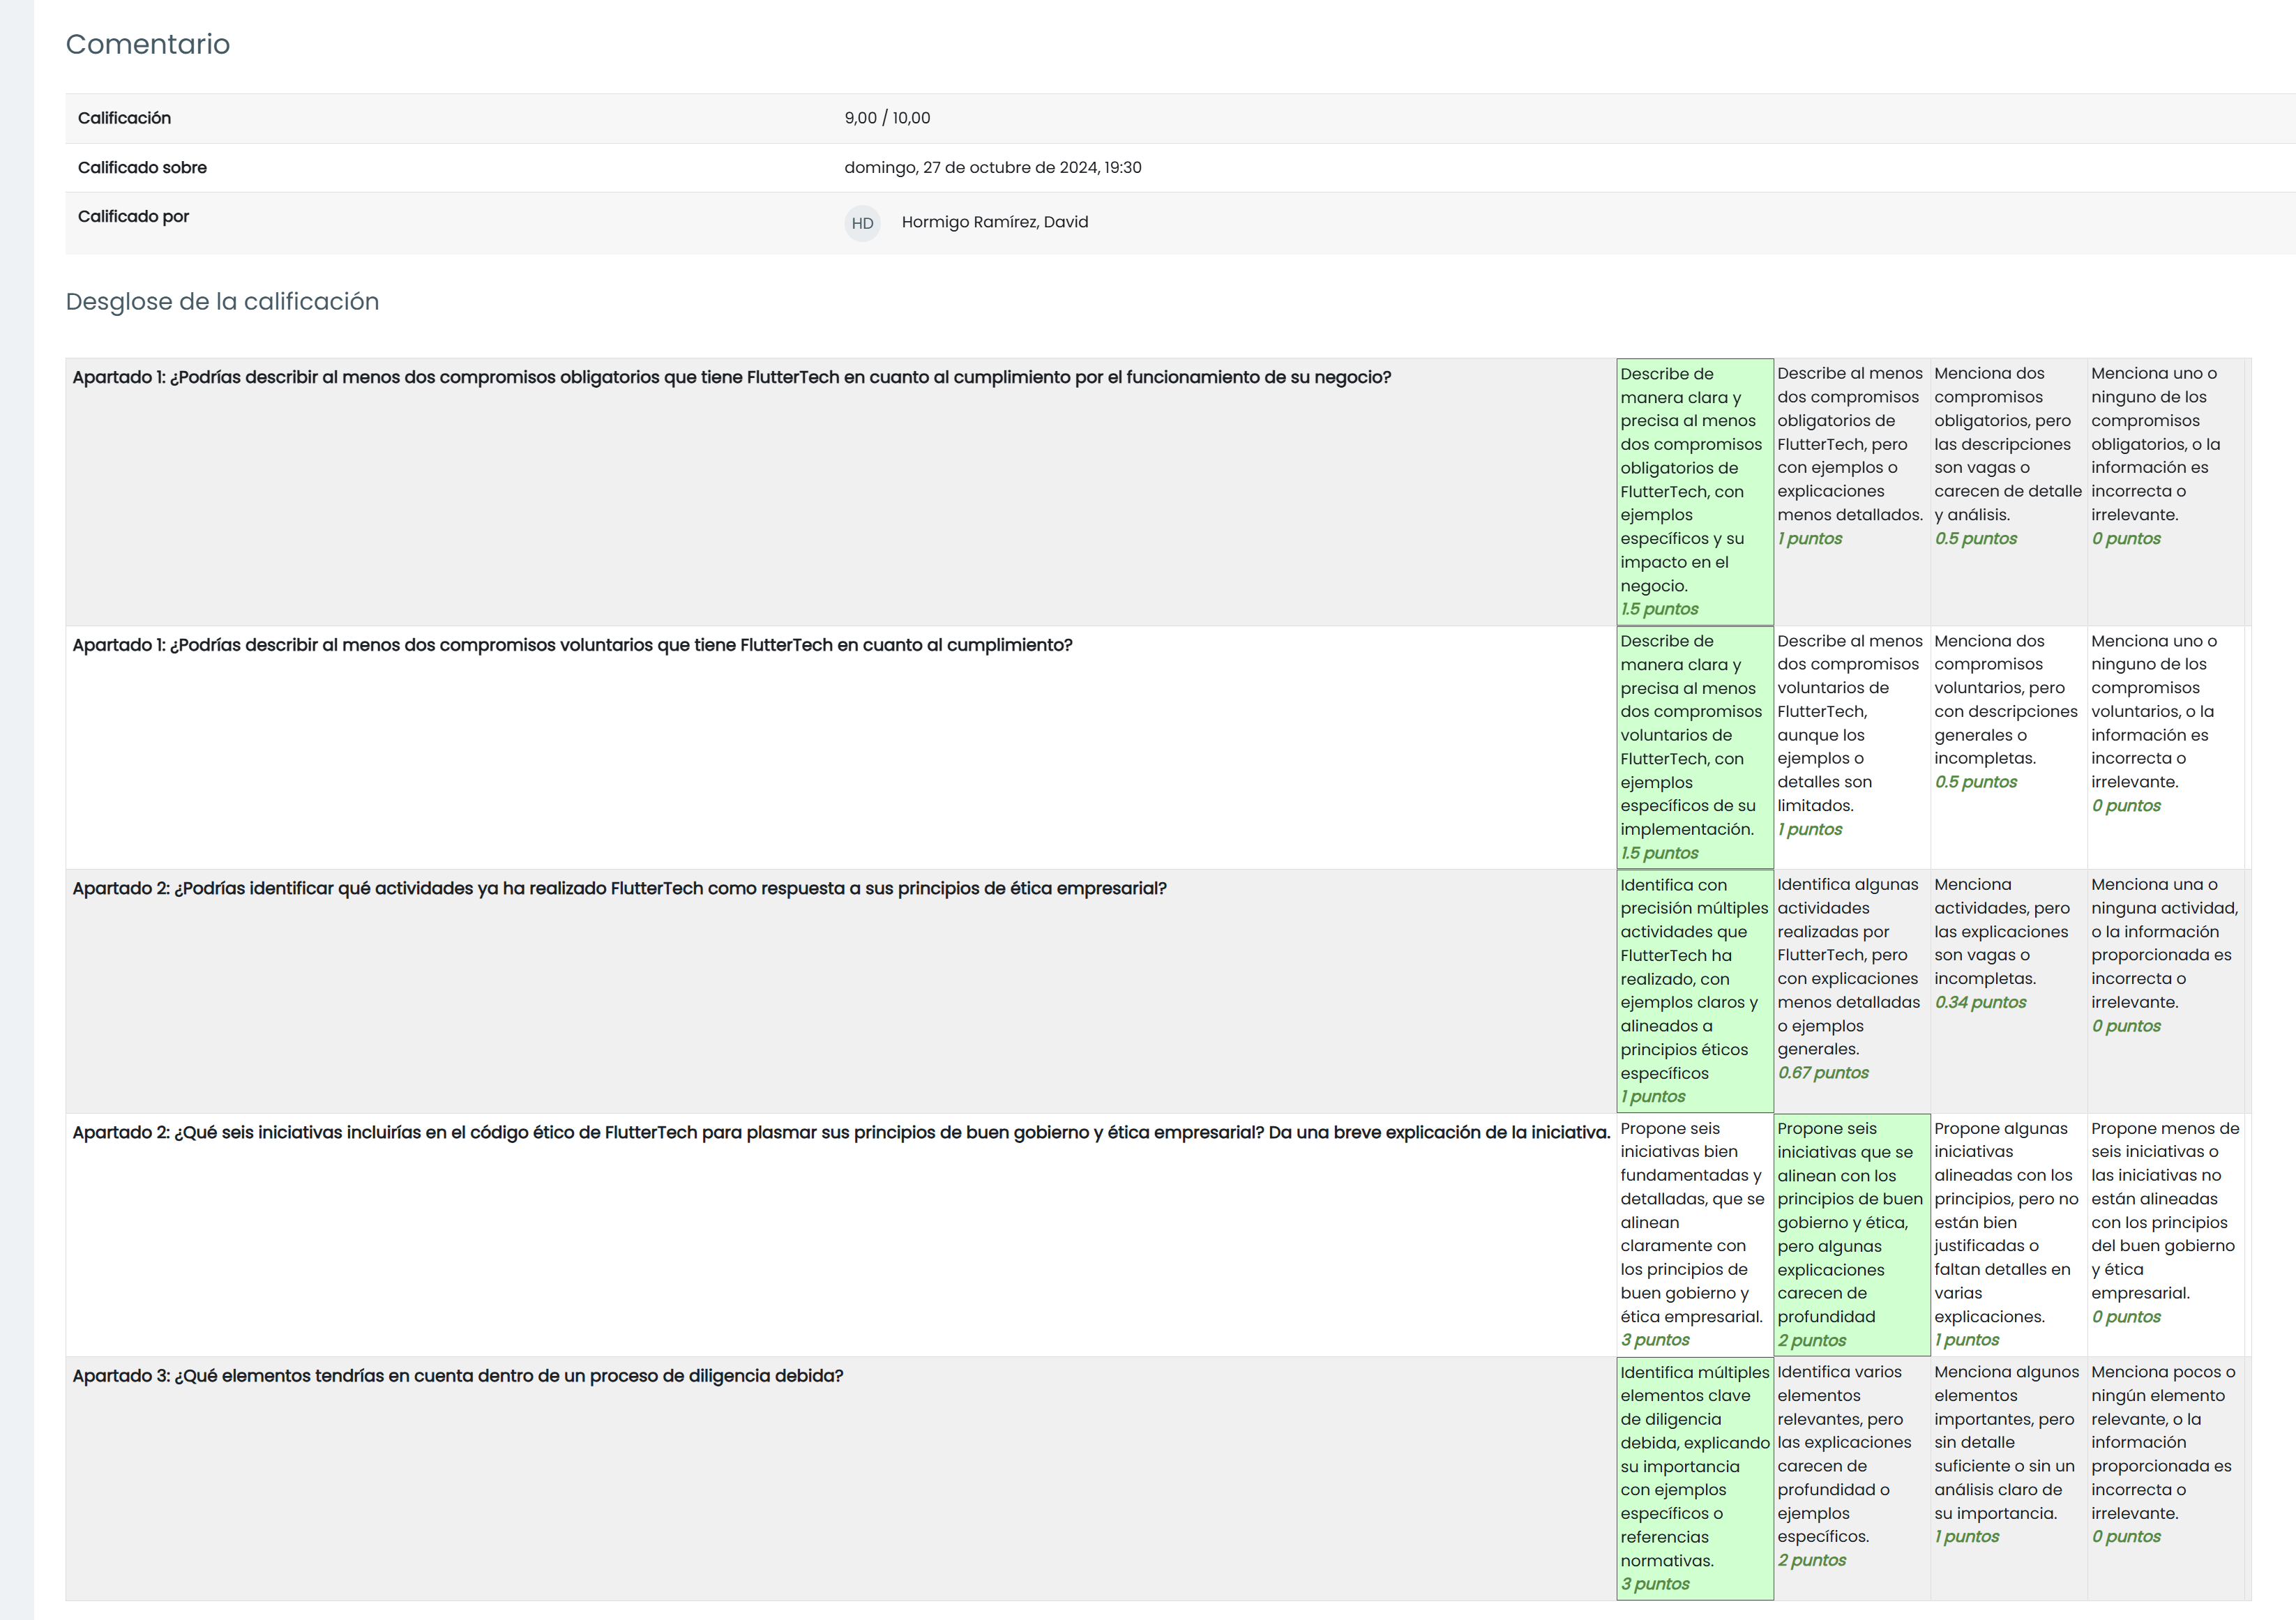 Comentario
Calificación 9,00 / 10,00
Calificado sobre domingo, 27 de octubre de 2024, 19:30
Calificado por HD Hormigo Ramírez, David
Desglose de la calificación
Apartado 1: ¿Podrías describir al menos dos compromisos obligatorios que tiene FlutterTech en cuanto al cumplimiento por el funcionamiento de su negocio?
Describe de
manera clara y
precisa al menos
dos compromisos
obligatorios de
FlutterTech, con
ejemplos
específicos y su
impacto en el
negocio.
1.5 puntos
Describe al menos
dos compromisos
obligatorios de
FlutterTech, pero
con ejemplos o
explicaciones
menos detallados.
1 puntos
Menciona dos
compromisos
obligatorios, pero
las descripciones
son vagas o
carecen de detalle
y análisis.
0.5 puntos
Menciona uno o
ninguno de los
compromisos
obligatorios, o la
información es
incorrecta o
irrelevante.
0 puntos
Apartado 1: ¿Podrías describir al menos dos compromisos voluntarios que tiene FlutterTech en cuanto al cumplimiento?
Describe de
manera clara y
precisa al menos
dos compromisos
voluntarios de
FlutterTech, con
ejemplos
específicos de su
implementación.
1.5 puntos
Describe al menos
dos compromisos
voluntarios de
FlutterTech,
aunque los
ejemplos o
detalles son
limitados.
1 puntos
Menciona dos
compromisos
voluntarios, pero
con descripciones
generales o
incompletas.
0.5 puntos
Menciona uno o
ninguno de los
compromisos
voluntarios, o la
información es
incorrecta o
irrelevante.
0 puntos
Apartado 2: ¿Podrías identificar qué actividades ya ha realizado FlutterTech como respuesta a sus principios de ética empresarial?
Identifica con
precisión múltiples
actividades que
FlutterTech ha
realizado, con
ejemplos claros y
alineados a
principios éticos
específicos
1 puntos
Identifica algunas
actividades
realizadas por
FlutterTech, pero
con explicaciones
menos detalladas
o ejemplos
generales.
0.67 puntos
Menciona
actividades, pero
las explicaciones
son vagas o
incompletas.
0.34 puntos
Menciona una o
ninguna actividad,
o la información
proporcionada es
incorrecta o
irrelevante.
0 puntos
Apartado 2: ¿Qué seis iniciativas incluirías en el código ético de FlutterTech para plasmar sus principios de buen gobierno y ética empresarial? Da una breve explicación de la iniciativa.
Propone seis
iniciativas bien
fundamentadas y
detalladas, que se
alinean
claramente con
los principios de
buen gobierno y
ética empresarial.
3 puntos
Propone seis
iniciativas que se
alinean con los
principios de buen
gobierno y ética,
pero algunas
explicaciones
carecen de
profundidad
2 puntos
Propone algunas
iniciativas
alineadas con los
principios, pero no
están bien
justificadas o
faltan detalles en
varias
explicaciones.
1 puntos
Propone menos de
seis iniciativas o
las iniciativas no
están alineadas
con los principios
del buen gobierno
y ética
empresarial.
0 puntos
Apartado 3: ¿Qué elementos tendrías en cuenta dentro de un proceso de diligencia debida?
Identifica múltiples
elementos clave
de diligencia
debida, explicando
su importancia
con ejemplos
específicos o
referencias
normativas.
3 puntos
Identifica varios
elementos
relevantes, pero
las explicaciones
carecen de
profundidad o
ejemplos
específicos.
2 puntos
Menciona algunos
elementos
importantes, pero
sin detalle
suficiente o sin un
análisis claro de
su importancia.
1 puntos
Menciona pocos o
ningún elemento
relevante, o la
información
proporcionada es
incorrecta o
irrelevante.
0 puntos